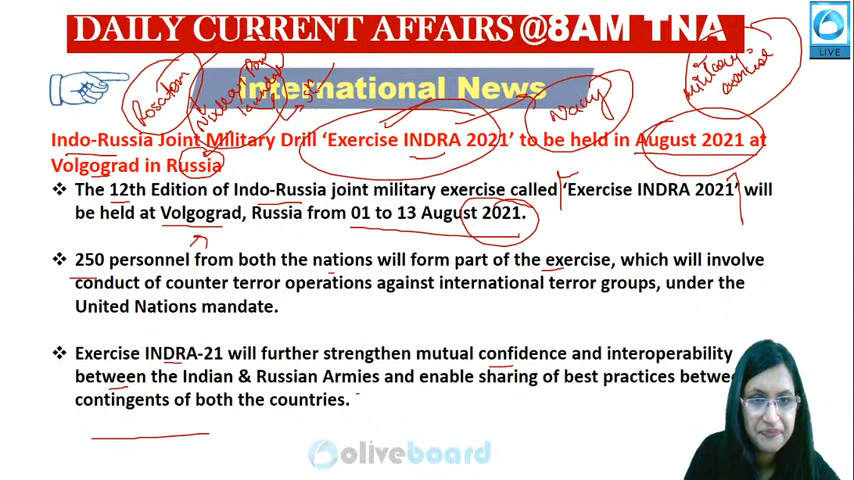 DAILY CURRENT AFFAIRS @8AM TNA
LIVE
International News
Rosatom
Nuclear
Navy
military
exercise
Indo-Russia Joint Military Drill ‘Exercise INDRA 2021’ to be held in August 2021 at
Volgograd in Russia
❖ The 12th Edition of Indo-Russia joint military exercise called ‘Exercise INDRA 2021’ will
be held at Volgograd, Russia from 01 to 13 August 2021.
❖ 250 personnel from both the nations will form part of the exercise, which will involve
conduct of counter terror operations against international terror groups, under the
United Nations mandate.
❖ Exercise INDRA-21 will further strengthen mutual confidence and interoperability
between the Indian & Russian Armies and enable sharing of best practices betwe
contingents of both the countries.
oliveboard